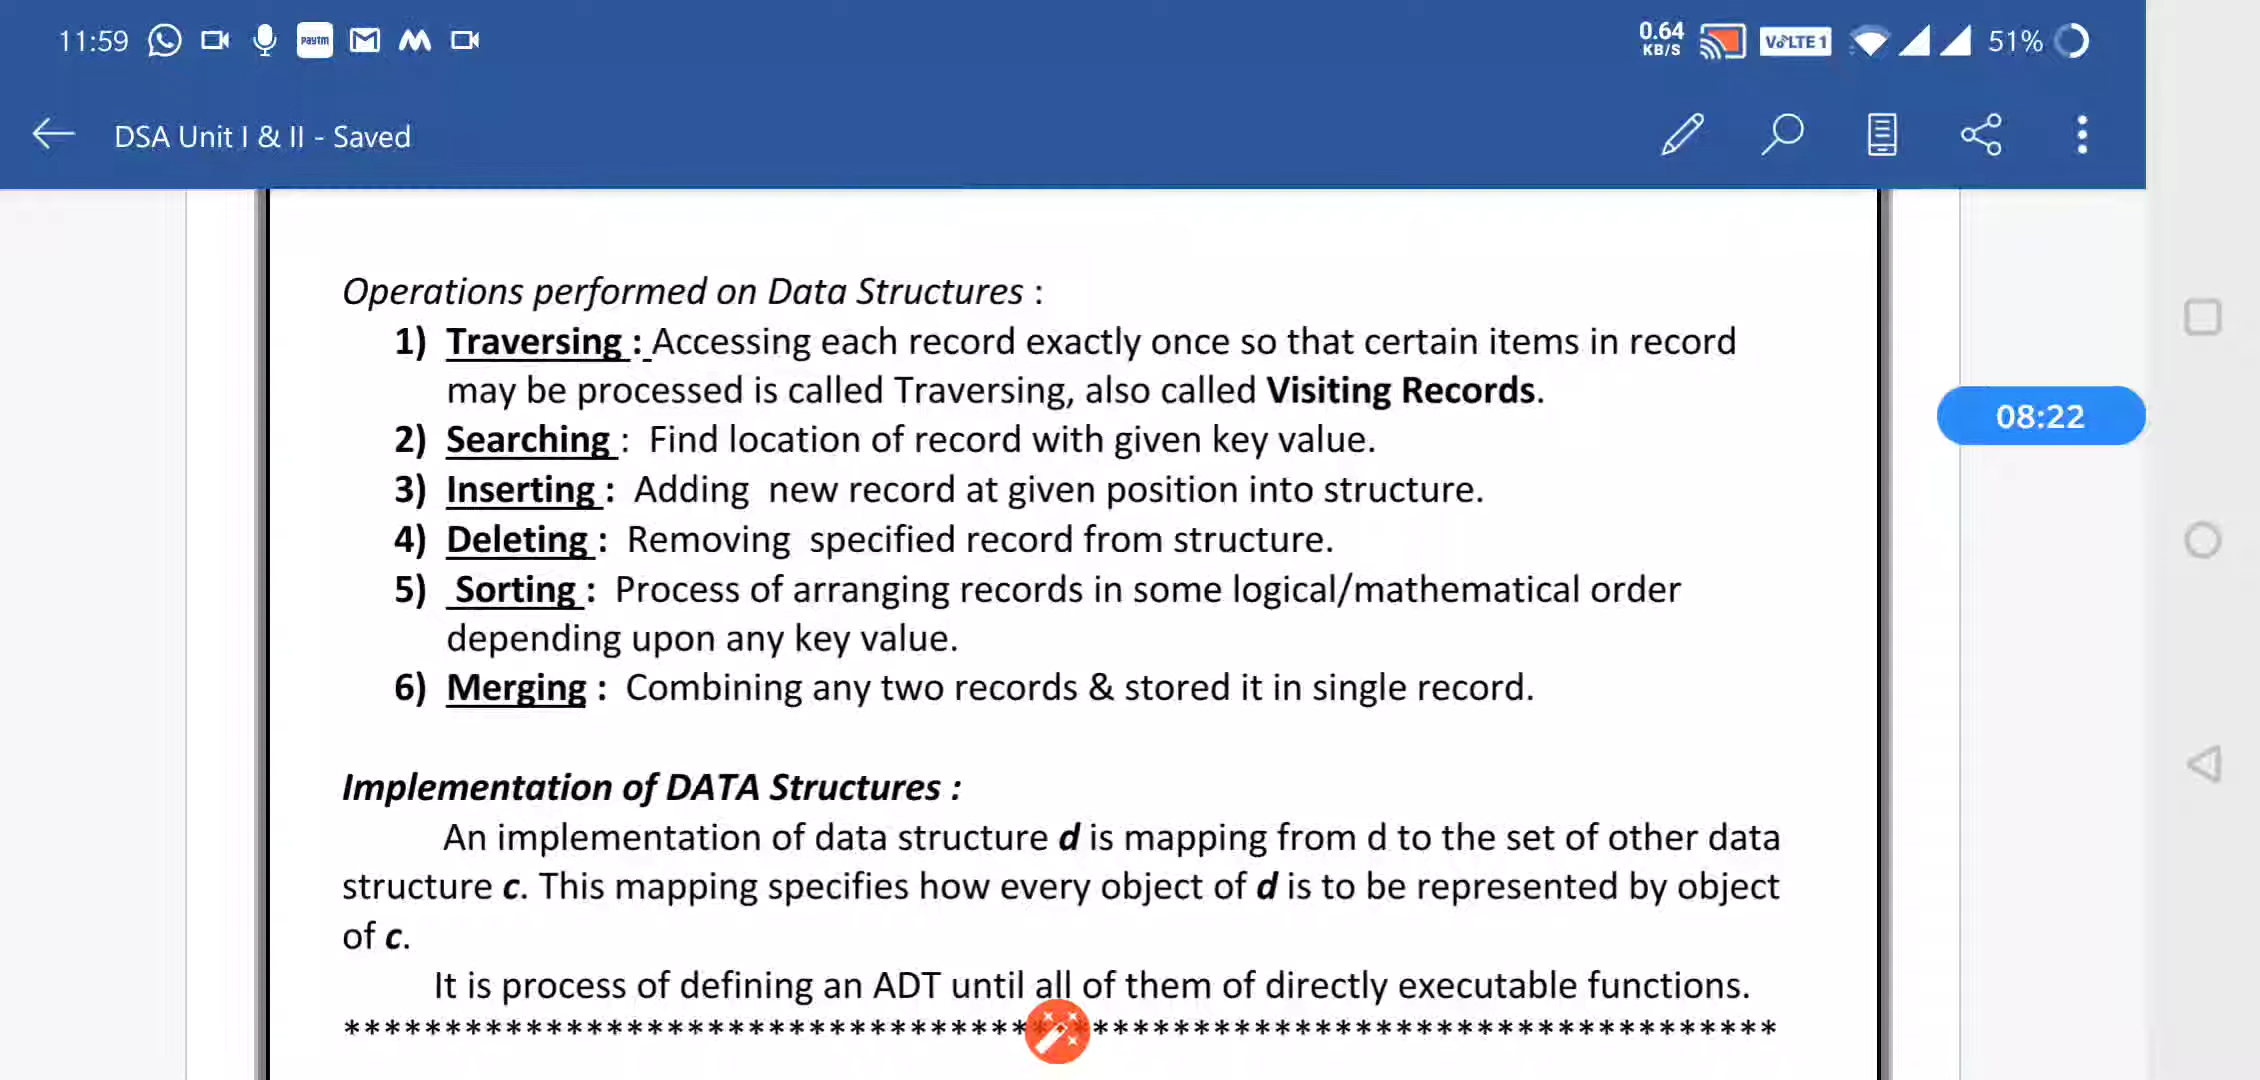 11:59 Paytm 0.64 KB/S VoLTE 1 51%
DSA Unit I & II - Saved
Operations performed on Data Structures :
1) Traversing : Accessing each record exactly once so that certain items in record
may be processed is called Traversing, also called Visiting Records.
08:22
2) Searching : Find location of record with given key value.
3) Inserting : Adding new record at given position into structure.
4) Deleting : Removing specified record from structure.
5) Sorting : Process of arranging records in some logical/mathematical order
depending upon any key value.
6) Merging : Combining any two records & stored it in single record.
Implementation of DATA Structures :
An implementation of data structure d is mapping from d to the set of other data
structure c. This mapping specifies how every object of d is to be represented by object
of c.
It is process of defining an ADT until all of them of directly executable functions.
***********************************************************************